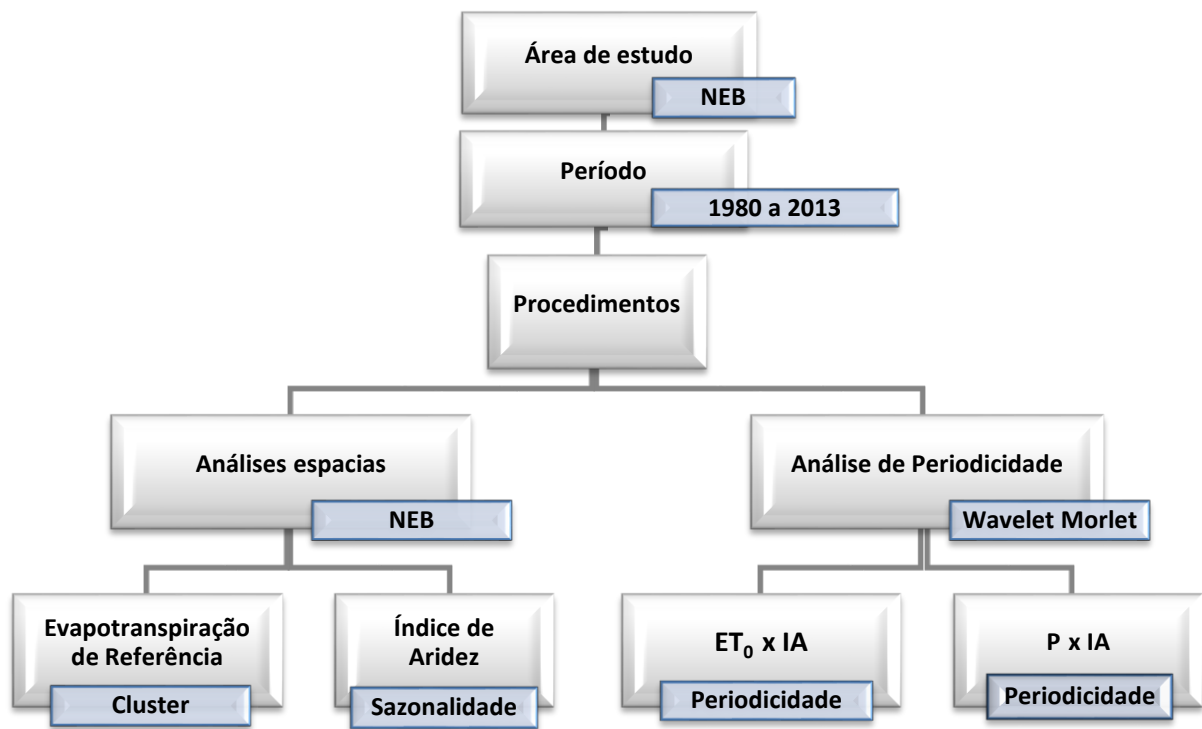 Área de estudo
NEB
Período
1980 a 2013
Procedimentos
Análises espacias
NEB
Análise de Periodicidade
Wavelet Morlet
Evapotranspiração
de Referência
Cluster
Índice de
Aridez
Sazonalidade
ET₀ x IA
Periodicidade
P x IA
Periodicidade